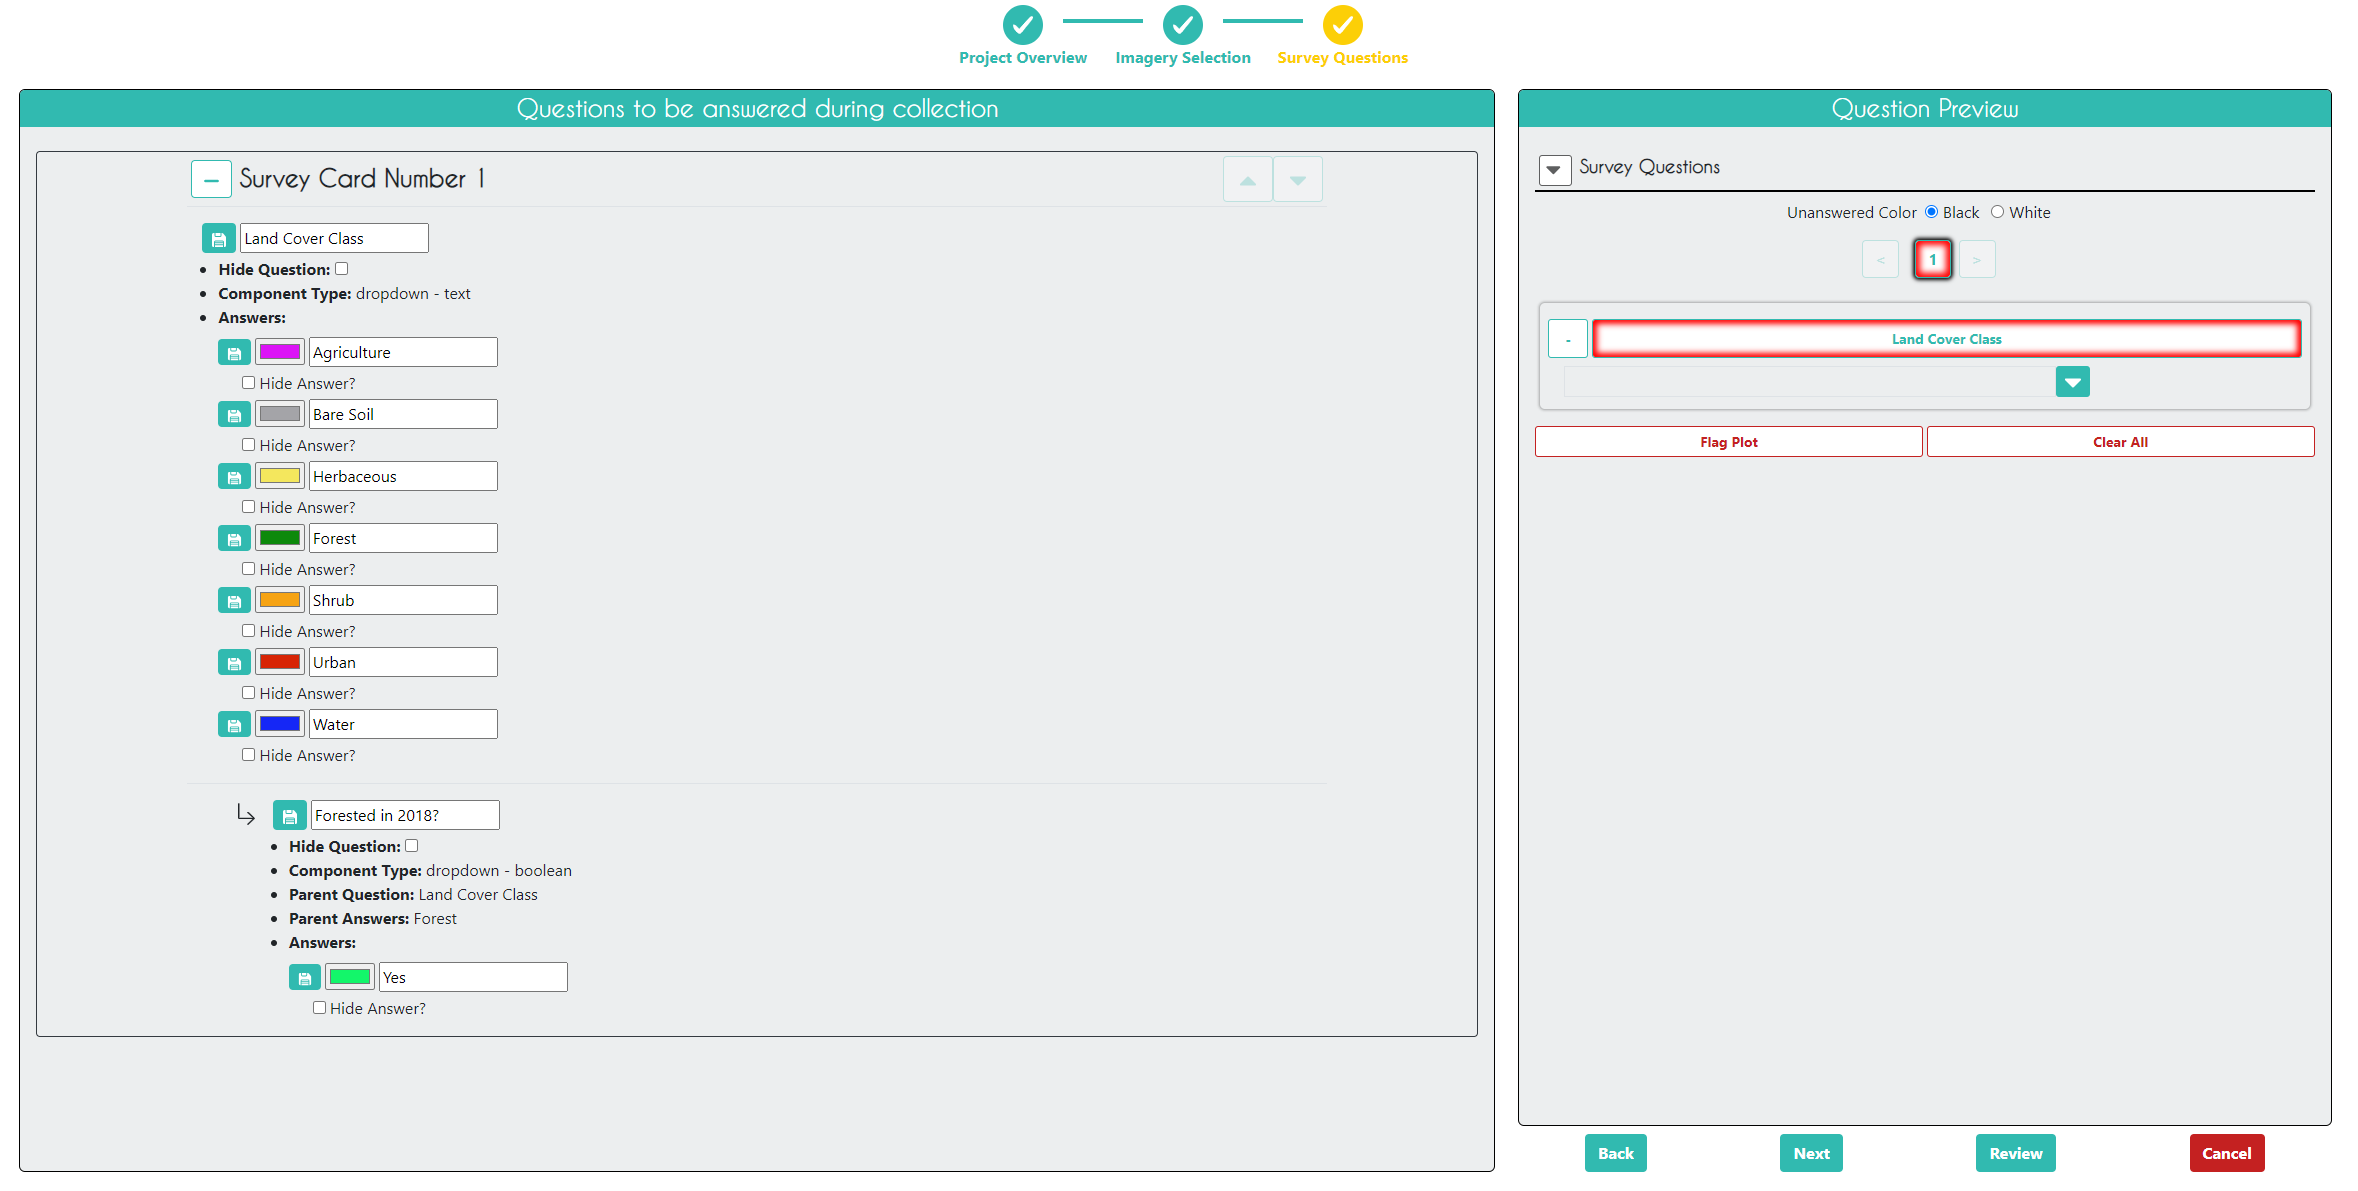 Project Overview
Imagery Selection
Survey Questions
Questions to be answered during collection
− Survey Card Number 1
Land Cover Class
Hide Question:
Component Type: dropdown - text
Answers:
Agriculture
Hide Answer?
Bare Soil
Hide Answer?
Herbaceous
Hide Answer?
Forest
Hide Answer?
Shrub
Hide Answer?
Urban
Hide Answer?
Water
Hide Answer?
Forested in 2018?
Hide Question:
Component Type: dropdown - boolean
Parent Question: Land Cover Class
Parent Answers: Forest
Answers:
Yes
Hide Answer?
Question Preview
Survey Questions
Unanswered Color Black White
< 1 >
- Land Cover Class
Flag Plot
Clear All
Back
Next
Review
Cancel